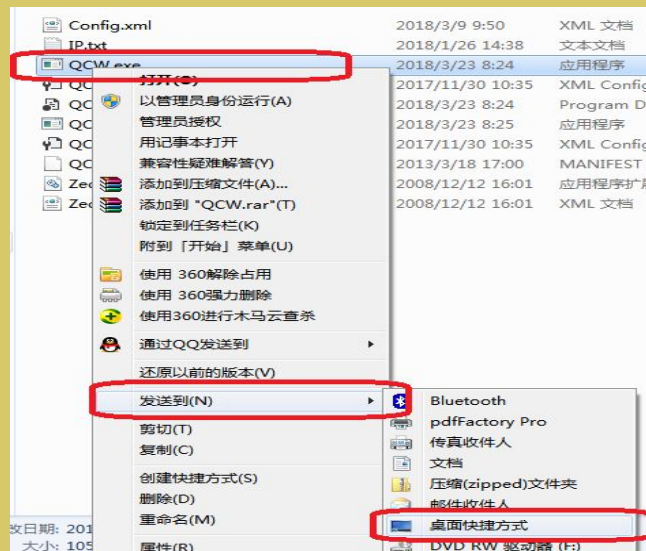 Config.xml 2018/3/9 9:50 XML 文档
IP.txt 2018/1/26 14:38 文本文档
QCW.exe 2018/3/23 8:24 应用程序
打开(O)
QC 2017/11/30 10:35 XML Config
以管理员身份运行(A)
QC 2018/3/23 8:24 Program D
管理员授权
QC 2018/3/23 8:25 应用程序
用记事本打开
QC 2017/11/30 10:35 XML Config
兼容性疑难解答(Y)
QC 2013/3/18 17:00 MANIFEST
添加到压缩文件(A)...
Zed 2008/12/12 16:01 应用程序扩展
添加到 "QCW.rar"(T)
Zed 2008/12/12 16:01 XML 文档
锁定到任务栏(K)
附到「开始」菜单(U)
使用 360解除占用
使用 360强力删除
使用360进行木马云查杀
通过QQ发送到
还原以前的版本(V)
发送到(N)
Bluetooth
pdfFactory Pro
剪切(T)
传真收件人
复制(C)
文档
创建快捷方式(S)
压缩(zipped)文件夹
删除(D)
邮件收件人
重命名(M)
桌面快捷方式
改日期: 201
属性(R)
DVD RW 驱动器 (F:)
大小: 105